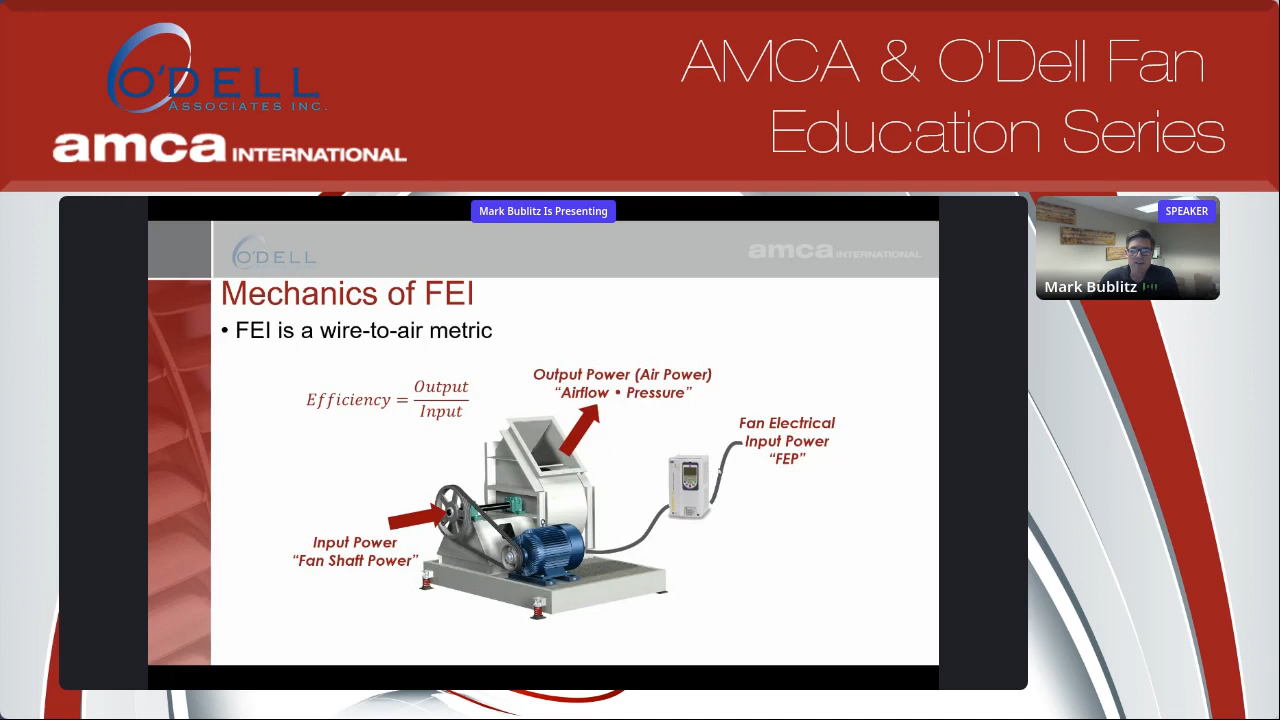 O'DELL
ASSOCIATES INC.
amca INTERNATIONAL
AMCA & O'Dell Fan
Education Series
Mark Bublitz Is Presenting
SPEAKER
Mark Bublitz
O'DELL
amca INTERNATIONAL
Mechanics of FEI
• FEI is a wire-to-air metric
Efficiency = Output / Input
Output Power (Air Power)
“Airflow • Pressure”
Fan Electrical
Input Power
“FEP”
Input Power
“Fan Shaft Power”